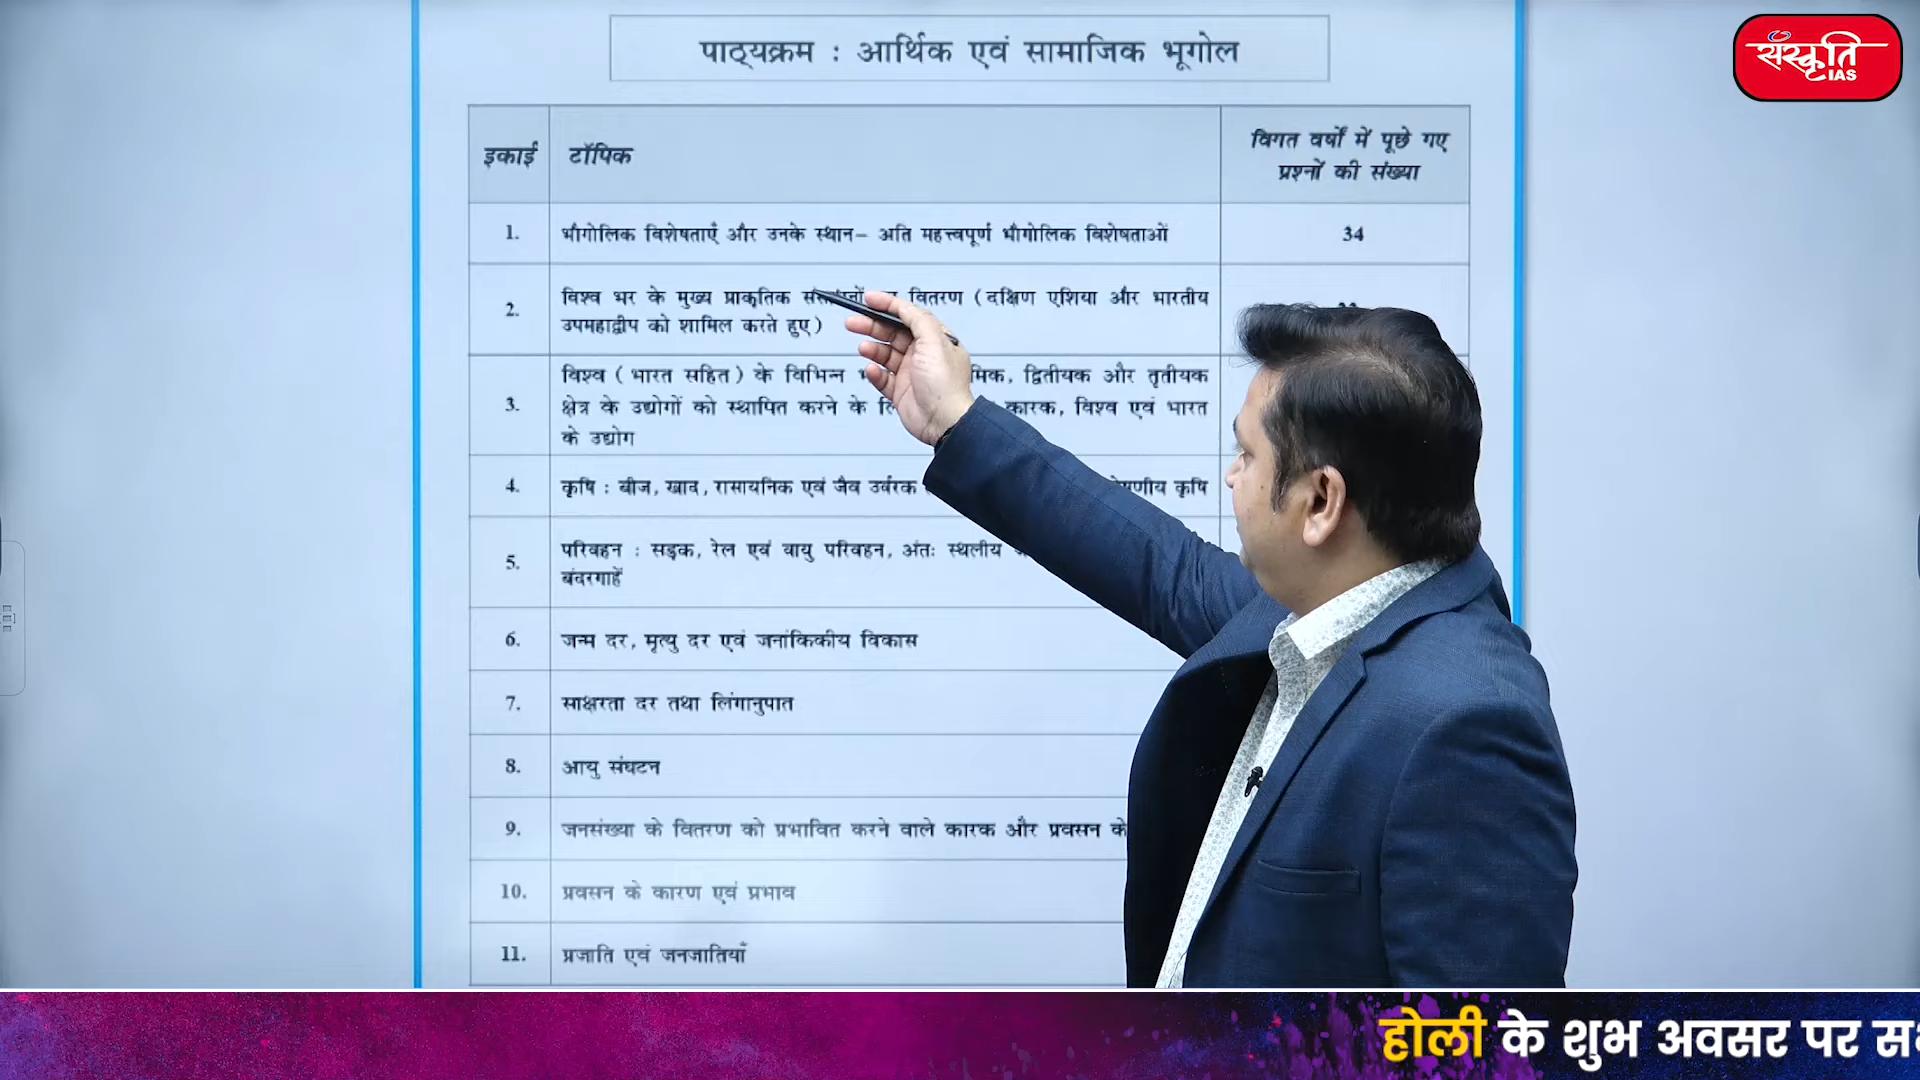 पाठ्यक्रम : आर्थिक एवं सामाजिक भूगोल
संस्कृति
IAS
इकाई टॉपिक विगत वर्षों में पूछे गए
प्रश्नों की संख्या
1. भौगोलिक विशेषताएँ और उनके स्थान– अति महत्त्वपूर्ण भौगोलिक विशेषताओं 34
2. विश्व भर के मुख्य प्राकृतिक वितरण (दक्षिण एशिया और भारतीय
उपमहाद्वीप को शामिल करते हुए)
3. विश्व (भारत सहित) के विभिन्न द्वितीयक और तृतीयक
क्षेत्र के उद्योगों को स्थापित करने के कारक, विश्व एवं भारत
के उद्योग
4. कृषि : बीज, खाद, रासायनिक एवं जैव उर्वरक कृषि
5. परिवहन : सड़क, रेल एवं वायु परिवहन, अंतः स्थलीय
बंदरगाहें
6. जन्म दर, मृत्यु दर एवं जनांकिकीय विकास
7. साक्षरता दर तथा लिंगानुपात
8. आयु संघटन
9. जनसंख्या के वितरण को प्रभावित करने वाले कारक और प्रवसन के
10. प्रवसन के कारण एवं प्रभाव
11. प्रजाति एवं जनजातियाँ
होली के शुभ अवसर पर